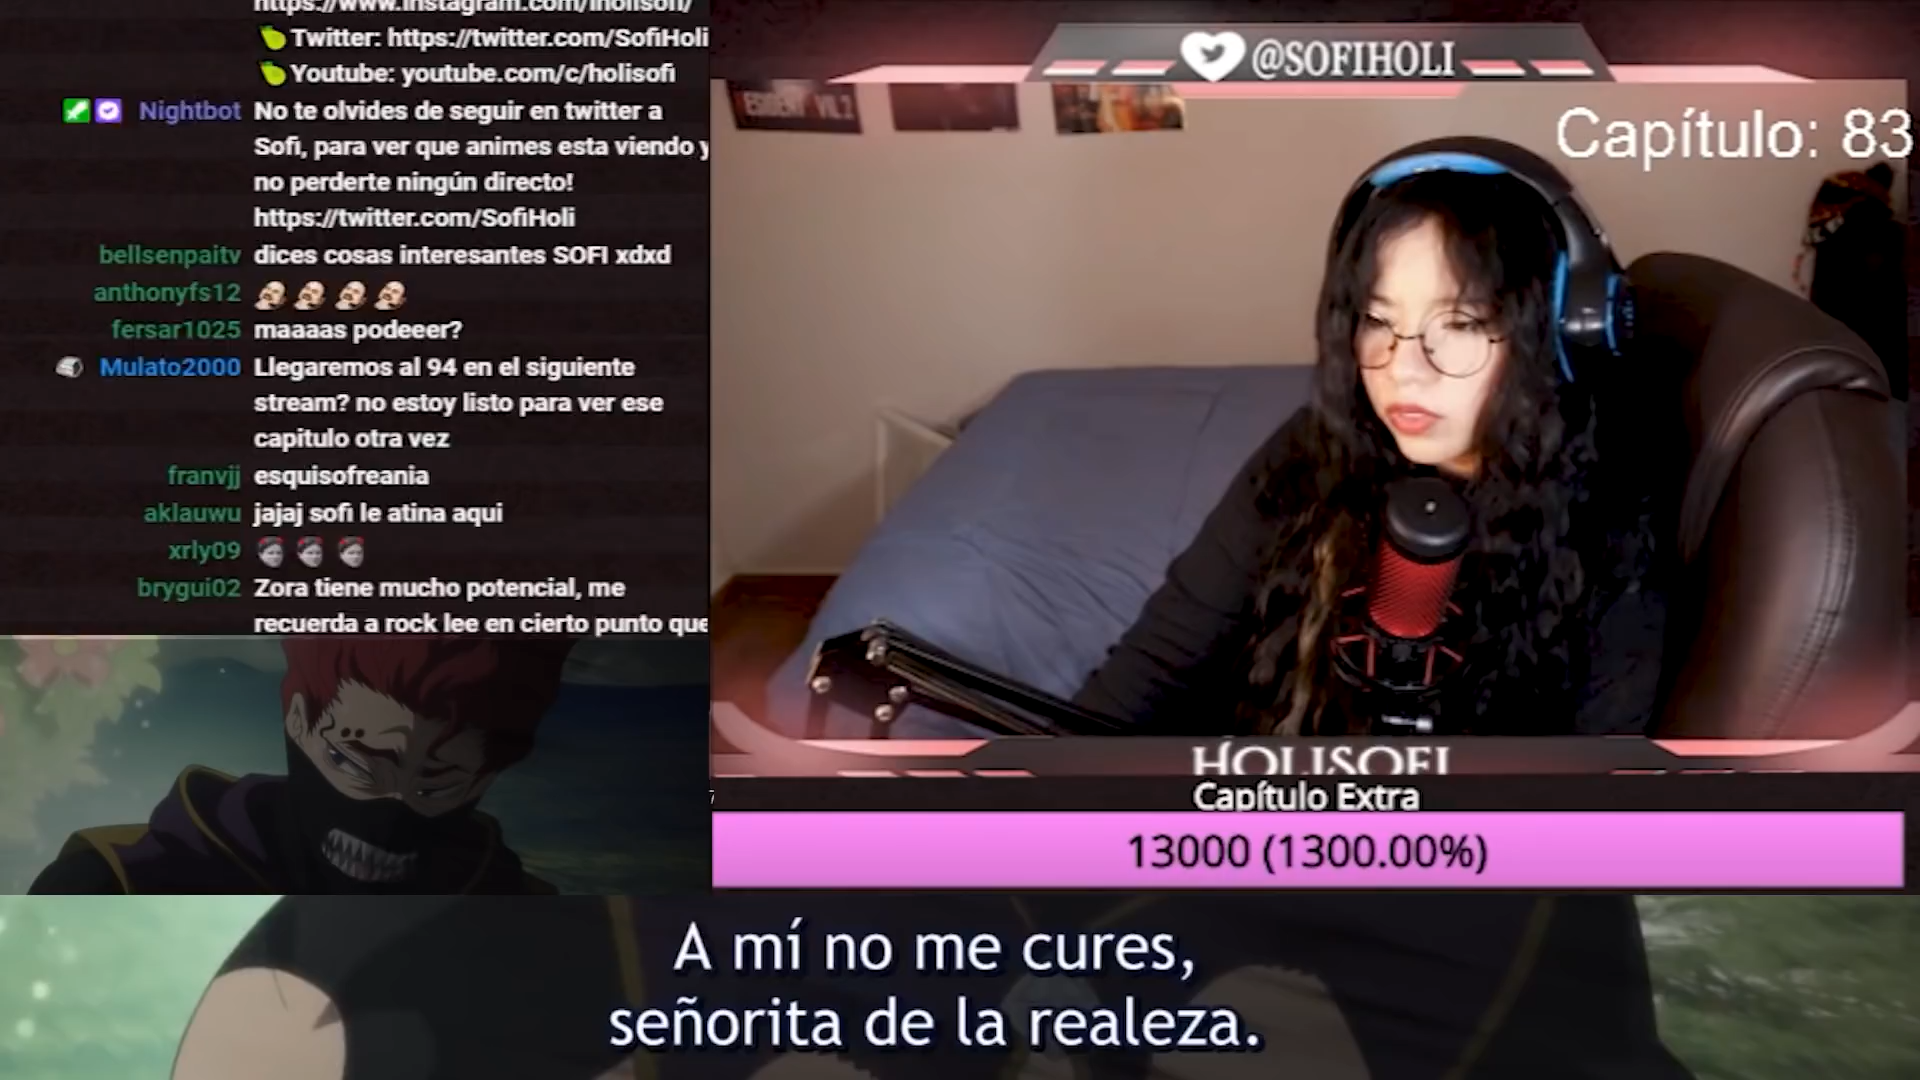 https://www.instagram.com/iholisofi/
Twitter: https://twitter.com/SofiHoli
Youtube: youtube.com/c/holisofi
Nightbot No te olvides de seguir en twitter a
Sofi, para ver que animes esta viendo y
no perderte ningún directo!
https://twitter.com/SofiHoli
bellsenpaitv dices cosas interesantes SOFI xdxd
anthonyfs12
fersar1025 maaaas podeeer?
Mulato2000 Llegaremos al 94 en el siguiente
stream? no estoy listo para ver ese
capitulo otra vez
franvjj esquisofreania
aklauwu jajaj sofi le atina aqui
xrly09
brygui02 Zora tiene mucho potencial, me
recuerda a rock lee en cierto punto que
@SOFIHOLI
Capítulo: 83
HOLISOFI
Capítulo Extra
13000 (1300.00%)
A mí no me cures,
señorita de la realeza.